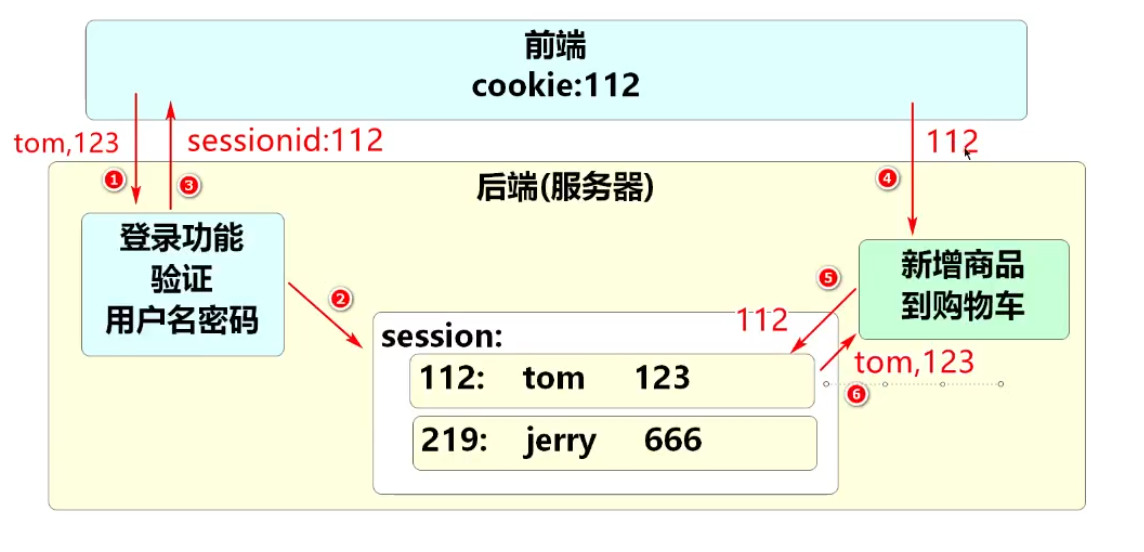 前端
cookie:112
tom,123
sessionid:112
112
①
③
④
后端(服务器)
登录功能
验证
用户名密码
②
⑤
新增商品
到购物车
session:
112
112: tom 123
tom,123
⑥
219: jerry 666